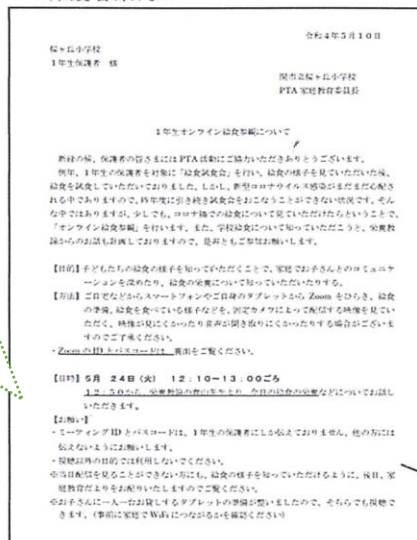 令和4年5月10日
桜ヶ丘小学校
1年生保護者 様
関市立桜ヶ丘小学校
PTA 家庭教育委員長
1年生オンライン給食参観について
新緑の候、保護者の皆さまには PTA 活動にご協力いただきありがとうございます。
例年、1年生の保護者を対象に「給食試食会」を行い、給食の様子を見ていただいた後、
給食を試食していただいておりました。しかし、新型コロナウイルス感染がまだまだ心配さ
れる中でありますので、昨年度に引き続き試食会をおこなうことができない状況です。そん
な中ではありますが、少しでも、コロナ禍での給食について見ていただけたらということで、
「オンライン給食参観」を行います。また、学校給食について知っていただこうと、栄養教
諭からのお話も計画しておりますので、是非ともご参加お願いします。
【目的】子どもたちの給食の様子を知っていただくことで、家庭でお子さんとのコミュニケ
ーションを深めたり、給食の栄養について知っていただいたりする。
【方法】ご自宅などからスマートフォンやご自身のタブレットから Zoom をひらき、給食
の準備、給食を食べている様子などを、固定カメラによって配信する映像を見てい
ただく。映像が見にくかったり音声が聞き取りにくかったりする場合がございま
すのでご了承ください。
・Zoom の ID とパスコードは、裏面をご覧ください。
【日時】5月 24日(火) 12:10~13:00ごろ
12:50から、栄養教諭の青山先生より、今日の給食の栄養などについてお話し
いただきます。
【お願い】
・ミーティング ID とパスコードは、1年生の保護者にしか伝えておりません。他の方には
伝えないようにお願いします。
・視聴以外の目的では利用しないでください。
※当日配信を見ることができない方にも、給食の様子を知っていただけるように、後日、家
庭教育だよりをお配りいたしますのでご覧ください。
※お子さんに一人一台お貸しするタブレットの準備が整いましたので、そちらでも視聴で
きます。(事前に家庭で WiFi につながるかを確認ください)